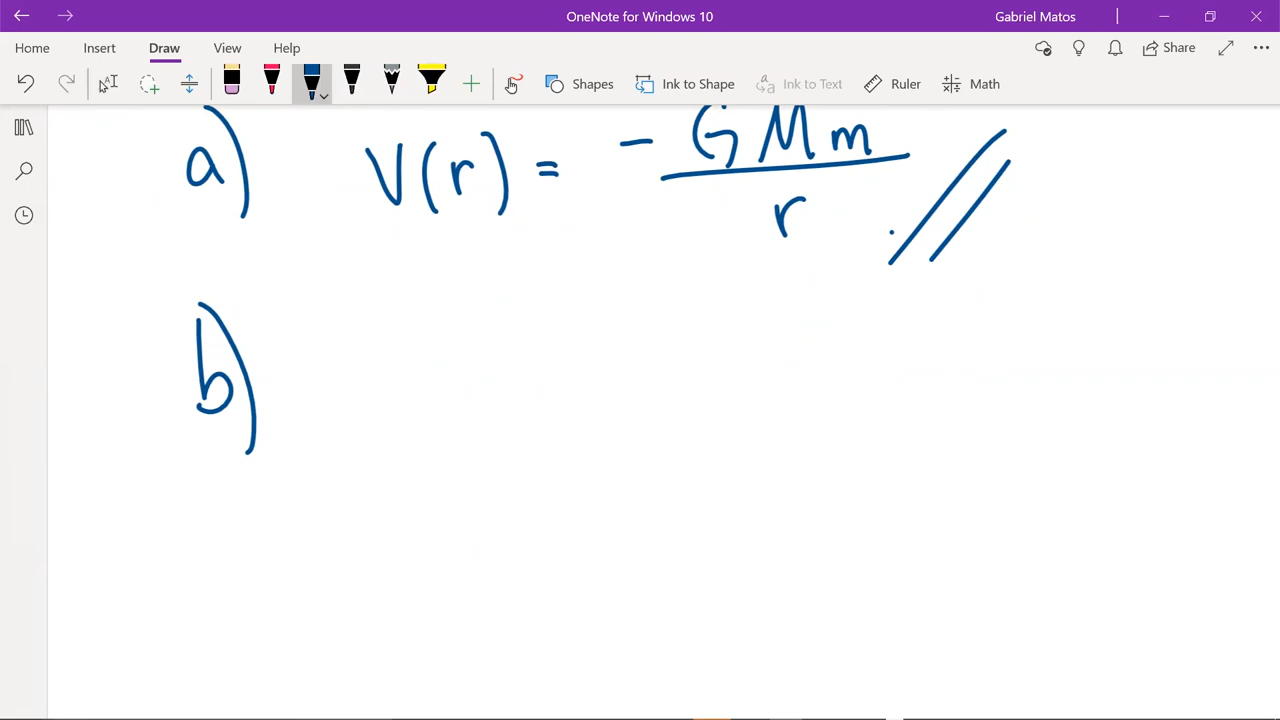 OneNote for Windows 10
Gabriel Matos
Home Insert Draw View Help
Share
Shapes
Ink to Shape
Ink to Text
Ruler
Math
a) V(r) = - GMm / r //
b)